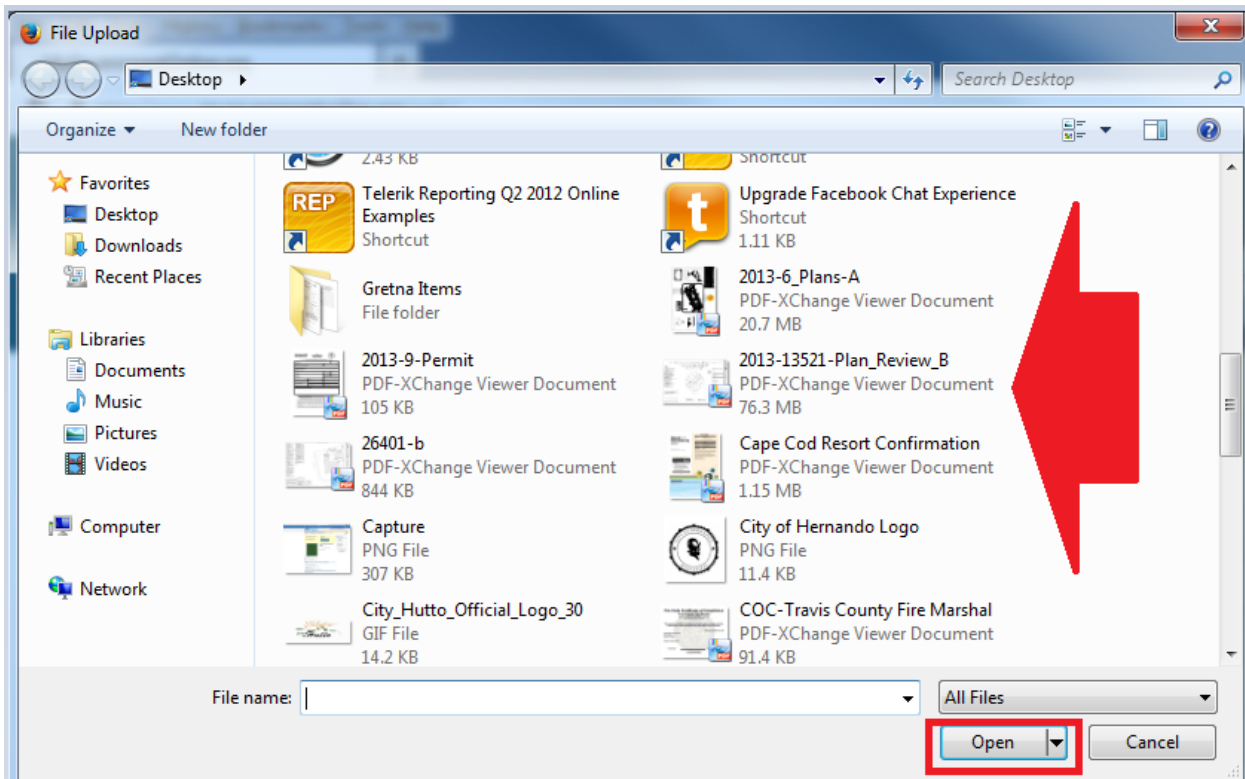 File Upload
Desktop
Search Desktop
Organize
New folder
Favorites
Desktop
Downloads
Recent Places
Libraries
Documents
Music
Pictures
Videos
Computer
Network
2.43 KB
Shortcut
REP
Telerik Reporting Q2 2012 Online
Examples
Shortcut
t
Upgrade Facebook Chat Experience
Shortcut
1.11 KB
Gretna Items
File folder
2013-6_Plans-A
PDF-XChange Viewer Document
20.7 MB
2013-9-Permit
PDF-XChange Viewer Document
105 KB
2013-13521-Plan_Review_B
PDF-XChange Viewer Document
76.3 MB
26401-b
PDF-XChange Viewer Document
844 KB
Cape Cod Resort Confirmation
PDF-XChange Viewer Document
1.15 MB
Capture
PNG File
307 KB
City of Hernando Logo
PNG File
11.4 KB
City_Hutto_Official_Logo_30
GIF File
14.2 KB
COC-Travis County Fire Marshal
PDF-XChange Viewer Document
91.4 KB
File name:
All Files
Open
Cancel